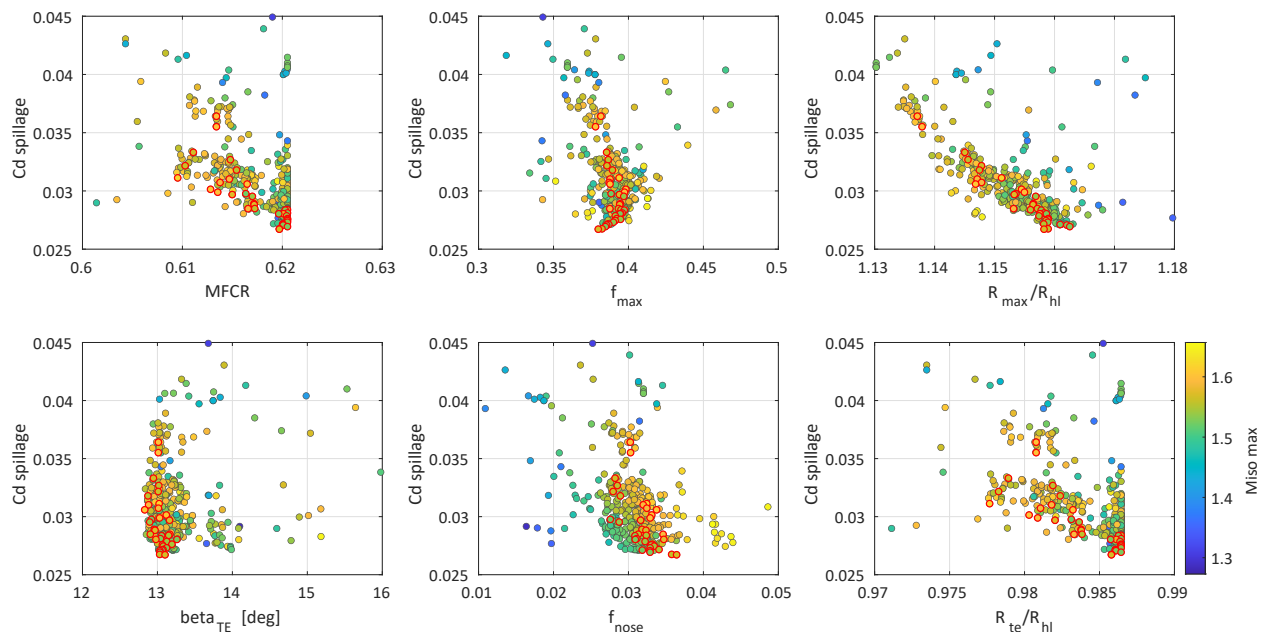 0.045
0.04
0.035
0.03
0.025
Cd spillage
0.6 0.61 0.62 0.63
MFCR
0.045
0.04
0.035
0.03
0.025
Cd spillage
0.3 0.35 0.4 0.45 0.5
f_max
0.045
0.04
0.035
0.03
0.025
Cd spillage
1.13 1.14 1.15 1.16 1.17 1.18
R_max/R_hl
0.045
0.04
0.035
0.03
0.025
Cd spillage
12 13 14 15 16
beta_TE [deg]
0.045
0.04
0.035
0.03
0.025
Cd spillage
0.01 0.02 0.03 0.04 0.05
f_nose
0.045
0.04
0.035
0.03
0.025
Cd spillage
0.97 0.975 0.98 0.985 0.99
R_te/R_hl
1.6
1.5
1.4
1.3
Miso max